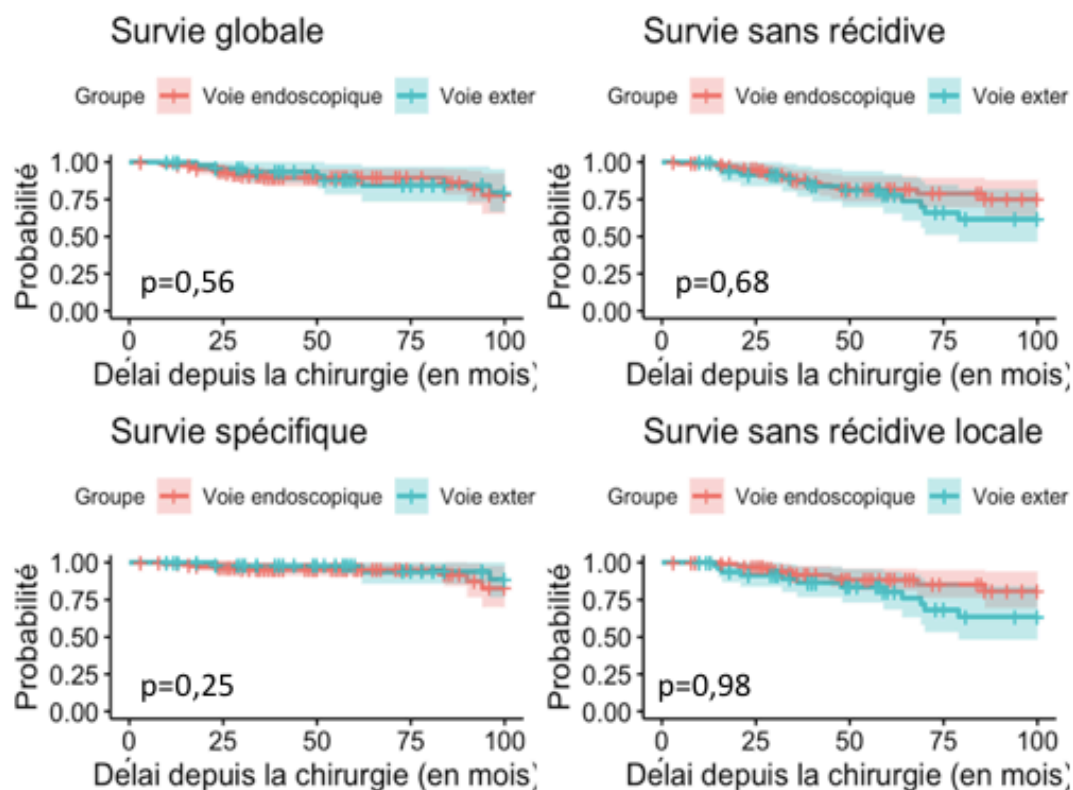 Survie globale
Groupe Voie endoscopique Voie exter
Probabilité
1.00
0.75
0.50
0.25
0.00
p=0,56
0 25 50 75 100
Délai depuis la chirurgie (en mois)
Survie sans récidive
Groupe Voie endoscopique Voie exter
Probabilité
1.00
0.75
0.50
0.25
0.00
p=0,68
0 25 50 75 100
Délai depuis la chirurgie (en mois)
Survie spécifique
Groupe Voie endoscopique Voie exter
Probabilité
1.00
0.75
0.50
0.25
0.00
p=0,25
0 25 50 75 100
Délai depuis la chirurgie (en mois)
Survie sans récidive locale
Groupe Voie endoscopique Voie exter
Probabilité
1.00
0.75
0.50
0.25
0.00
p=0,98
0 25 50 75 100
Délai depuis la chirurgie (en mois)